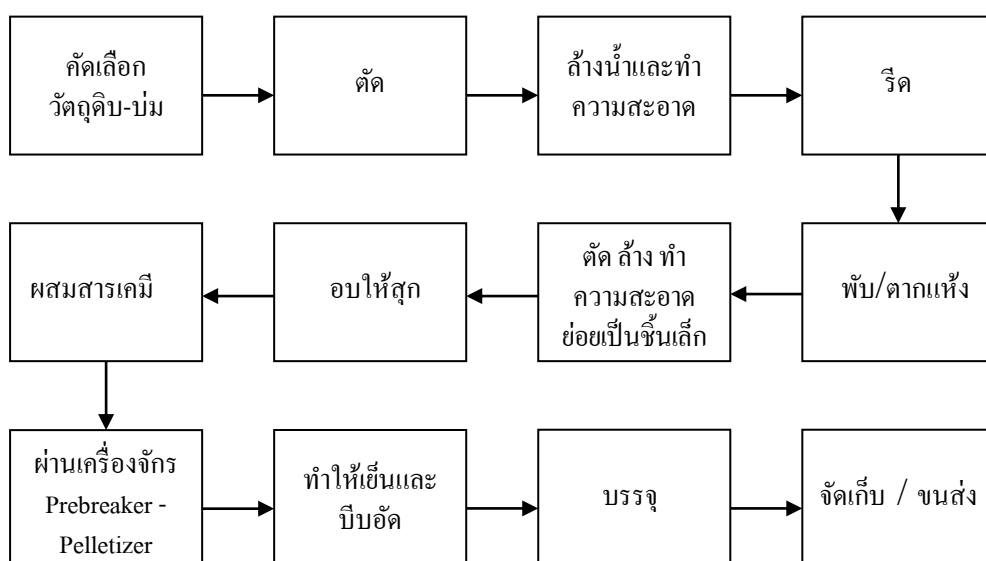 คัดเลือก
วัตถุดิบ-บ่ม
ตัด
ล้างน้ำและทำ
ความสะอาด
รีด
พับ/ตากแห้ง
ตัด ล้าง ทำ
ความสะอาด
ย่อยเป็นชิ้นเล็ก
อบให้สุก
ผสมสารเคมี
ผ่านเครื่องจักร
Prebreaker -
Pelletizer
ทำให้เย็นและ
บีบอัด
บรรจุ
จัดเก็บ / ขนส่ง